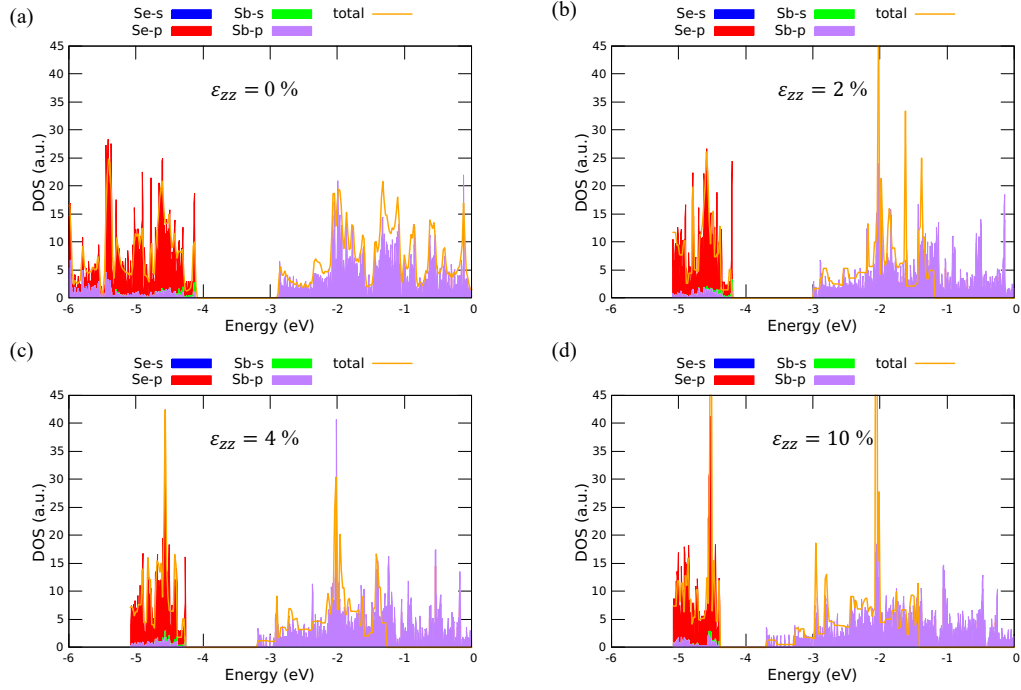 (a)
Se-s Sb-s total
Se-p Sb-p
DOS (a.u.)
45
40
35
30
25
20
15
10
5
0
ε_zz = 0 %
-6 -5 -4 -3 -2 -1 0
Energy (eV)
(b)
Se-s Sb-s total
Se-p Sb-p
DOS (a.u.)
45
40
35
30
25
20
15
10
5
0
ε_zz = 2 %
-6 -5 -4 -3 -2 -1 0
Energy (eV)
(c)
Se-s Sb-s total
Se-p Sb-p
DOS (a.u.)
45
40
35
30
25
20
15
10
5
0
ε_zz = 4 %
-6 -5 -4 -3 -2 -1 0
Energy (eV)
(d)
Se-s Sb-s total
Se-p Sb-p
DOS (a.u.)
45
40
35
30
25
20
15
10
5
0
ε_zz = 10 %
-6 -5 -4 -3 -2 -1 0
Energy (eV)